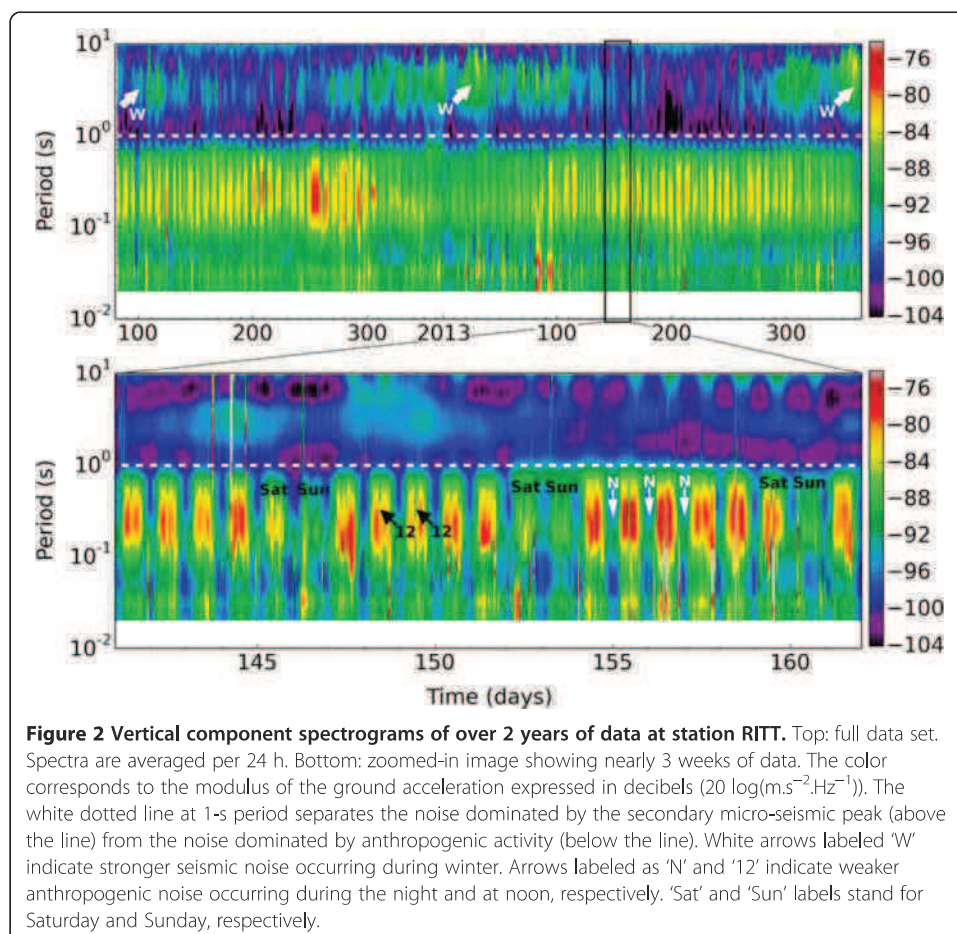 10¹
10⁰
10⁻¹
10⁻²
Period (s)
W
W
W
−76
−80
−84
−88
−92
−96
−100
−104
100
200
300
2013
100
200
300
10¹
10⁰
10⁻¹
10⁻²
Period (s)
Sat Sun
Sat Sun
Sat Sun
12
12
N
N
N
−76
−80
−84
−88
−92
−96
−100
−104
145
150
155
160
Time (days)
Figure 2 Vertical component spectrograms of over 2 years of data at station RITT. Top: full data set.
Spectra are averaged per 24 h. Bottom: zoomed-in image showing nearly 3 weeks of data. The color
corresponds to the modulus of the ground acceleration expressed in decibels (20 log(m.s⁻².Hz⁻¹)). The
white dotted line at 1-s period separates the noise dominated by the secondary micro-seismic peak (above
the line) from the noise dominated by anthropogenic activity (below the line). White arrows labeled ‘W’
indicate stronger seismic noise occurring during winter. Arrows labeled as ‘N’ and ‘12’ indicate weaker
anthropogenic noise occurring during the night and at noon, respectively. ‘Sat’ and ‘Sun’ labels stand for
Saturday and Sunday, respectively.